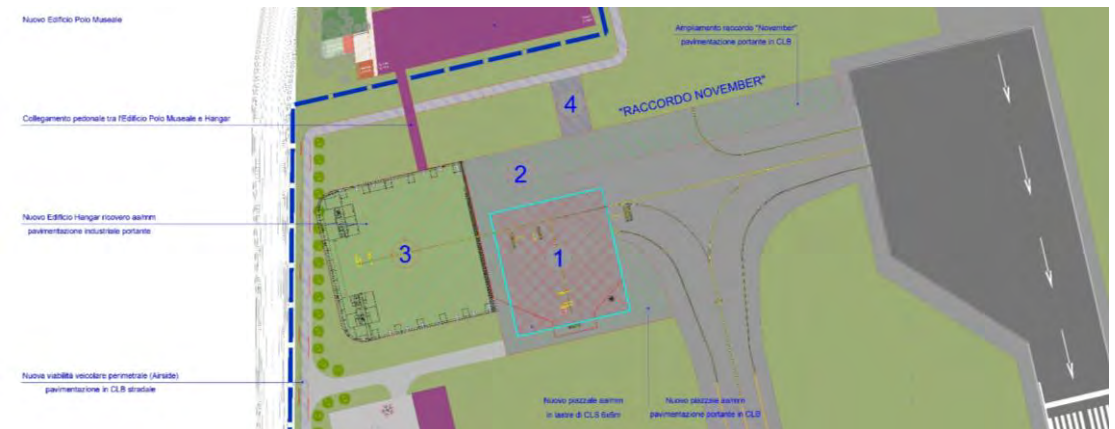 Nuovo Edificio Polo Museale
Ampliamento raccordo "November"
pavimentazione portante in CLB
4
"RACCORDO NOVEMBER"
Collegamento pedonale tra l'Edificio Polo Museale e Hangar
2
Nuovo Edificio Hangar ricovero aa/mm
pavimentazione industriale portante
3
1
Nuova viabilità veicolare perimetrale (Airside)
pavimentazione in CLB stradale
Nuovo piazzale aa/mm
in lastre di CLS 6x6m
Nuovo piazzale aa/mm
pavimentazione portante in CLB